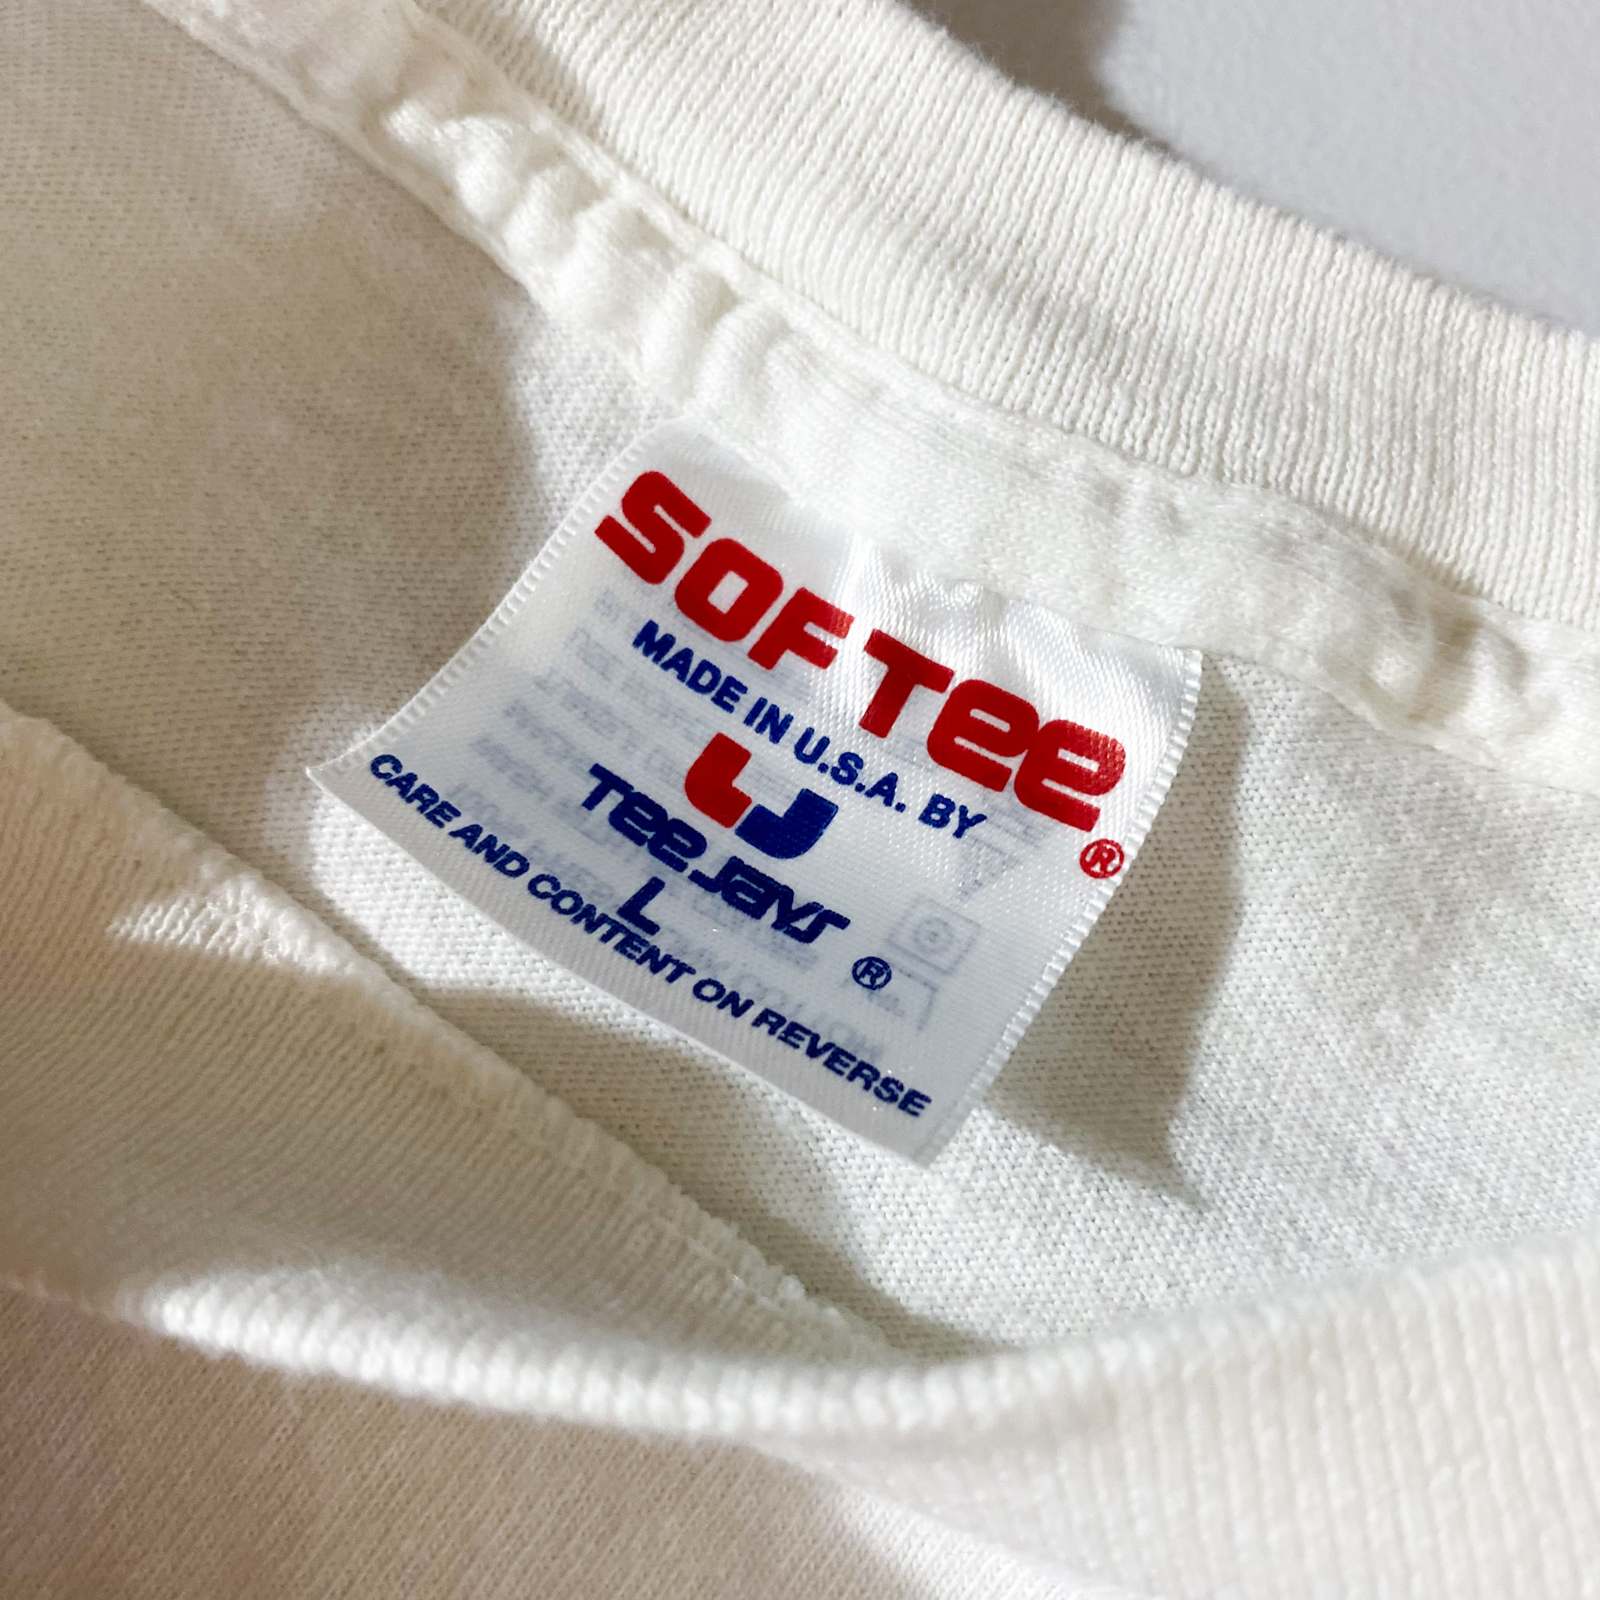 SOF TEE ®
MADE IN U.S.A. BY
TEE JAYS ®
L
CARE AND CONTENT ON REVERSE